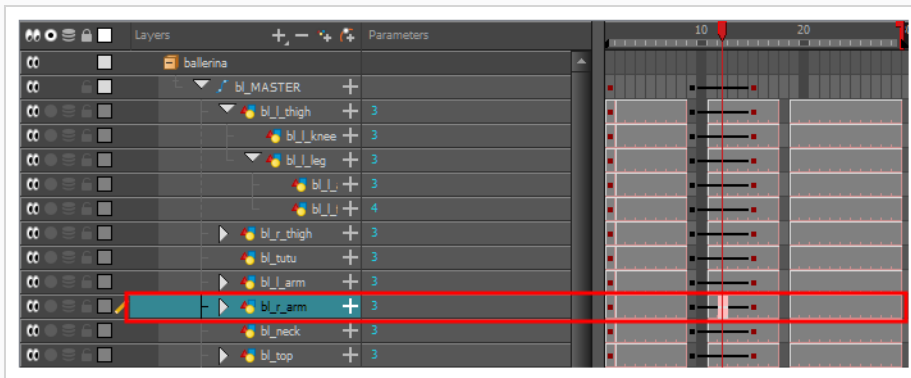 Layers Parameters 10 20
ballerina
bl_MASTER
bl_l_thigh 3
bl_l_knee 3
bl_l_leg 3
3
4
bl_r_thigh 3
bl_tutu 3
bl_l_arm 3
bl_r_arm 3
bl_neck 3
bl_top 3